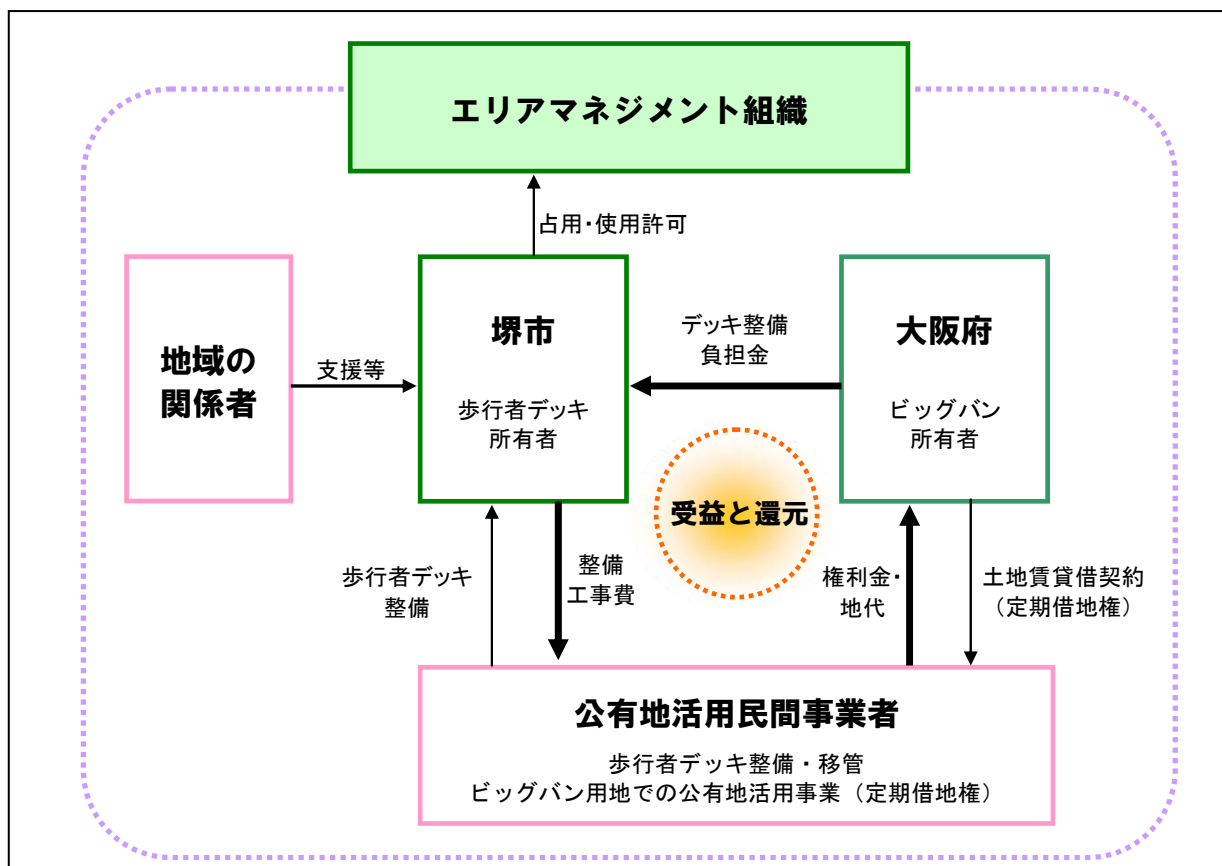 エリアマネジメント組織
占用・使用許可
地域の
関係者
支援等
堺市
歩行者デッキ
所有者
デッキ整備
負担金
大阪府
ビッグバン
所有者
受益と還元
歩行者デッキ
整備
整備
工事費
権利金・
地代
土地賃貸借契約
（定期借地権）
公有地活用民間事業者
歩行者デッキ整備・移管
ビッグバン用地での公有地活用事業（定期借地権）